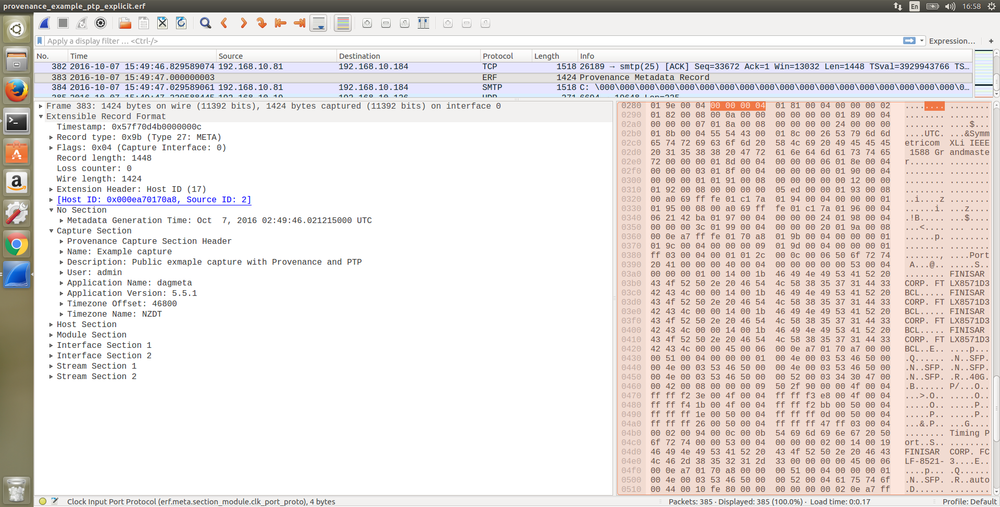 provenance_example_ptp_explicit.erf
En
16:58
Apply a display filter … <Ctrl-/>
Expression…
+
No. Time Source Destination Protocol Length Info
382 2016-10-07 15:49:46.829589074 192.168.10.81 192.168.10.184 TCP 1518 26189 → smtp(25) [ACK] Seq=33672 Ack=1 Win=13032 Len=1448 TSval=3929943766 TS…
383 2016-10-07 15:49:47.000000003 ERF 1424 Provenance Metadata Record
384 2016-10-07 15:49:47.029589061 192.168.10.81 192.168.10.184 SMTP 1518 C: \000\000\000\000\000\000\000\000\000\000\000\000\000\000\000\000\000\000\0…
Frame 383: 1424 bytes on wire (11392 bits), 1424 bytes captured (11392 bits) on interface 0
Extensible Record Format
Timestamp: 0x57f70d4b0000000c
Record type: 0x9b (Type 27: META)
Flags: 0x04 (Capture Interface: 0)
Record length: 1448
Loss counter: 0
Wire length: 1424
Extension Header: Host ID (17)
[Host ID: 0x000ea70170a8, Source ID: 2]
No Section
Metadata Generation Time: Oct  7, 2016 02:49:46.021215000 UTC
Capture Section
Provenance Capture Section Header
Name: Example capture
Description: Public exmaple capture with Provenance and PTP
User: admin
Application Name: dagmeta
Application Version: 5.5.1
Timezone Offset: 46800
Timezone Name: NZDT
Host Section
Module Section
Interface Section 1
Interface Section 2
Stream Section 1
Stream Section 2
0280 01 9e 00 04 00 00 00 04 01 81 00 04 00 00 00 02 ........ ........
0290 01 82 00 08 00 0a 00 00 00 00 00 00 01 89 00 04 ........ ........
02a0 00 00 00 07 01 8a 00 08 00 00 00 00 24 00 00 00 ........ ....$...
02b0 01 8b 00 04 55 54 43 00 01 8c 00 26 53 79 6d 6d ....UTC. ...&Symm
02c0 65 74 72 69 63 6f 6d 20 58 4c 69 20 49 45 45 45 etricom  XLi IEEE
02d0 20 31 35 38 38 20 47 72 61 6e 64 6d 61 73 74 65  1588 Gr andmaste
02e0 72 00 00 00 01 8d 00 04 00 00 00 06 01 8e 00 04 r....... ........
02f0 00 00 00 03 01 8f 00 04 00 00 00 00 01 90 00 04 ........ ........
0300 00 00 00 01 01 91 00 08 00 00 00 00 12 00 00 ........ ........
0310 01 92 00 08 00 00 00 00 05 ed 00 00 01 93 00 08 ........ ........
0320 00 a0 69 ff fe 01 c1 7a 01 94 00 04 00 00 00 01 ..i....z ........
0330 01 95 00 08 00 a0 69 ff fe 01 c1 7a 01 96 00 04 ......i. ...z....
0340 06 21 42 ba 01 97 00 04 00 00 00 24 01 98 00 04 .!B..... ...$....
0350 00 00 00 3c 01 99 00 04 00 00 00 20 01 9a 00 08 ...<.... ... ....
0360 00 0e a7 ff fe 01 70 a8 01 9b 00 04 00 00 00 01 ......p. ........
0370 01 9c 00 04 00 00 00 09 01 9d 00 04 00 00 00 01 ........ ........
0380 ff 03 00 04 00 01 01 2c 00 0c 00 06 50 6f 72 74 ......., ....Port
0390 20 41 00 00 00 40 00 04 00 00 00 00 00 53 00 04  A...@.. .....S..
03a0 00 00 00 01 00 14 00 1b 46 49 4e 49 53 41 52 20 ........ FINISAR
03b0 43 4f 52 50 2e 20 46 54 4c 58 38 35 37 31 44 33 CORP. FT LX8571D3
03c0 42 43 4c 00 00 14 00 1b 46 49 4e 49 53 41 52 20 BCL..... FINISAR
03d0 43 4f 52 50 2e 20 46 54 4c 58 38 35 37 31 44 33 CORP. FT LX8571D3
03e0 42 43 4c 00 00 14 00 1b 46 49 4e 49 53 41 52 20 BCL..... FINISAR
03f0 43 4f 52 50 2e 20 46 54 4c 58 38 35 37 31 44 33 CORP. FT LX8571D3
0400 42 43 4c 00 00 14 00 1b 46 49 4e 49 53 41 52 20 BCL..... FINISAR
0410 43 4f 52 50 2e 20 46 54 4c 58 38 35 37 31 44 33 CORP. FT LX8571D3
0420 42 43 4c 00 00 45 00 06 00 0e a7 01 70 a7 00 00 BCL..E.. ....p...
0430 00 51 00 04 00 00 00 01 00 4e 00 03 53 46 50 00 .Q...... .N..SFP.
0440 00 4e 00 03 53 46 50 00 00 4e 00 03 53 46 50 00 .N..SFP. .N..SFP.
0450 00 4e 00 03 53 46 50 00 00 52 00 03 34 30 47 00 .N..SFP. .R..40G.
0460 00 42 00 08 00 00 00 09 50 2f 90 00 00 4f 00 04 .B...... P/...O..
0470 ff ff f2 3e 00 4f 00 04 ff ff f3 e8 00 4f 00 04 ...>.O.. .....O..
0480 ff ff f4 1b 00 4f 00 04 ff ff f2 bb 00 50 00 04 .....O.. .....P..
0490 ff ff ff 1e 00 50 00 04 ff ff ff 0d 00 50 00 04 .....P.. .....P..
04a0 ff ff ff 26 00 50 00 04 ff ff ff 47 ff 03 00 04 ...&.P.. ...G....
04b0 00 02 00 94 00 0c 00 0b 54 69 6d 69 6e 67 20 50 ........ Timing P
04c0 6f 72 74 00 00 53 00 04 00 00 00 02 00 14 00 19 ort..S.. ........
04d0 46 49 4e 49 53 41 52 20 43 4f 52 50 2e 20 46 43 FINISAR  CORP. FC
04e0 4c 46 2d 38 35 32 31 2d 33 00 00 00 00 45 00 06 LF-8521- 3....E..
04f0 00 0e a7 01 70 a8 00 00 00 51 00 04 00 00 00 01 ....p... .Q......
0500 00 4e 00 03 53 46 50 00 00 52 00 04 61 75 74 6f .N..SFP. .R..auto
0510 00 44 00 10 fe 80 00 00 00 00 00 00 02 0e a7 ff .D...... ........
Clock Input Port Protocol (erf.meta.section_module.clk_port_proto), 4 bytes
Packets: 385 · Displayed: 385 (100.0%) · Load time: 0:0.17
Profile: Default